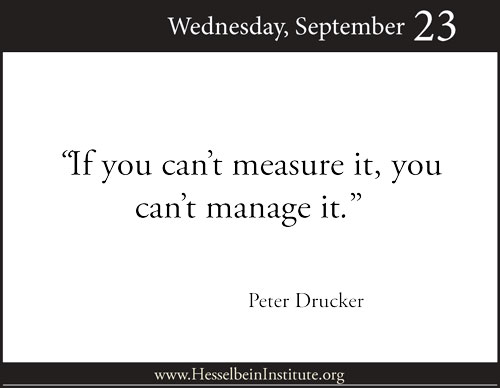 Wednesday, September 23
“If you can’t measure it, you
can’t manage it.”
Peter Drucker
www.HesselbeinInstitute.org